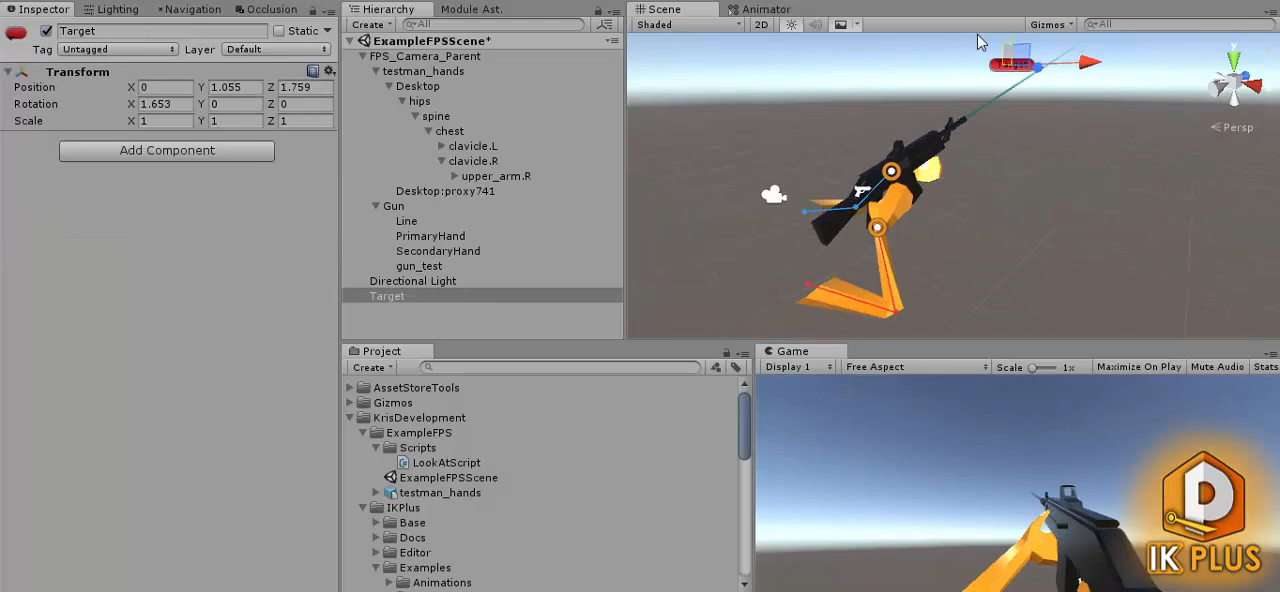 Inspector Lighting Navigation Occlusion
Target Static
Tag Untagged Layer Default
Transform
Position X 0 Y 1.055 Z 1.759
Rotation X 1.653 Y 0 Z 0
Scale X 1 Y 1 Z 1
Add Component
Hierarchy Module Ast.
Create All
ExampleFPSScene*
FPS_Camera_Parent
testman_hands
Desktop
hips
spine
chest
clavicle.L
clavicle.R
upper_arm.R
Desktop:proxy741
Gun
Line
PrimaryHand
SecondaryHand
gun_test
Directional Light
Target
Scene Animator
Shaded 2D Gizmos All
y
Persp
Project
Create
AssetStoreTools
Gizmos
KrisDevelopment
ExampleFPS
Scripts
LookAtScript
ExampleFPSScene
testman_hands
IKPlus
Base
Docs
Editor
Examples
Animations
Game
Display 1 Free Aspect Scale 1x Maximize On Play Mute Audio Stats
IK PLUS